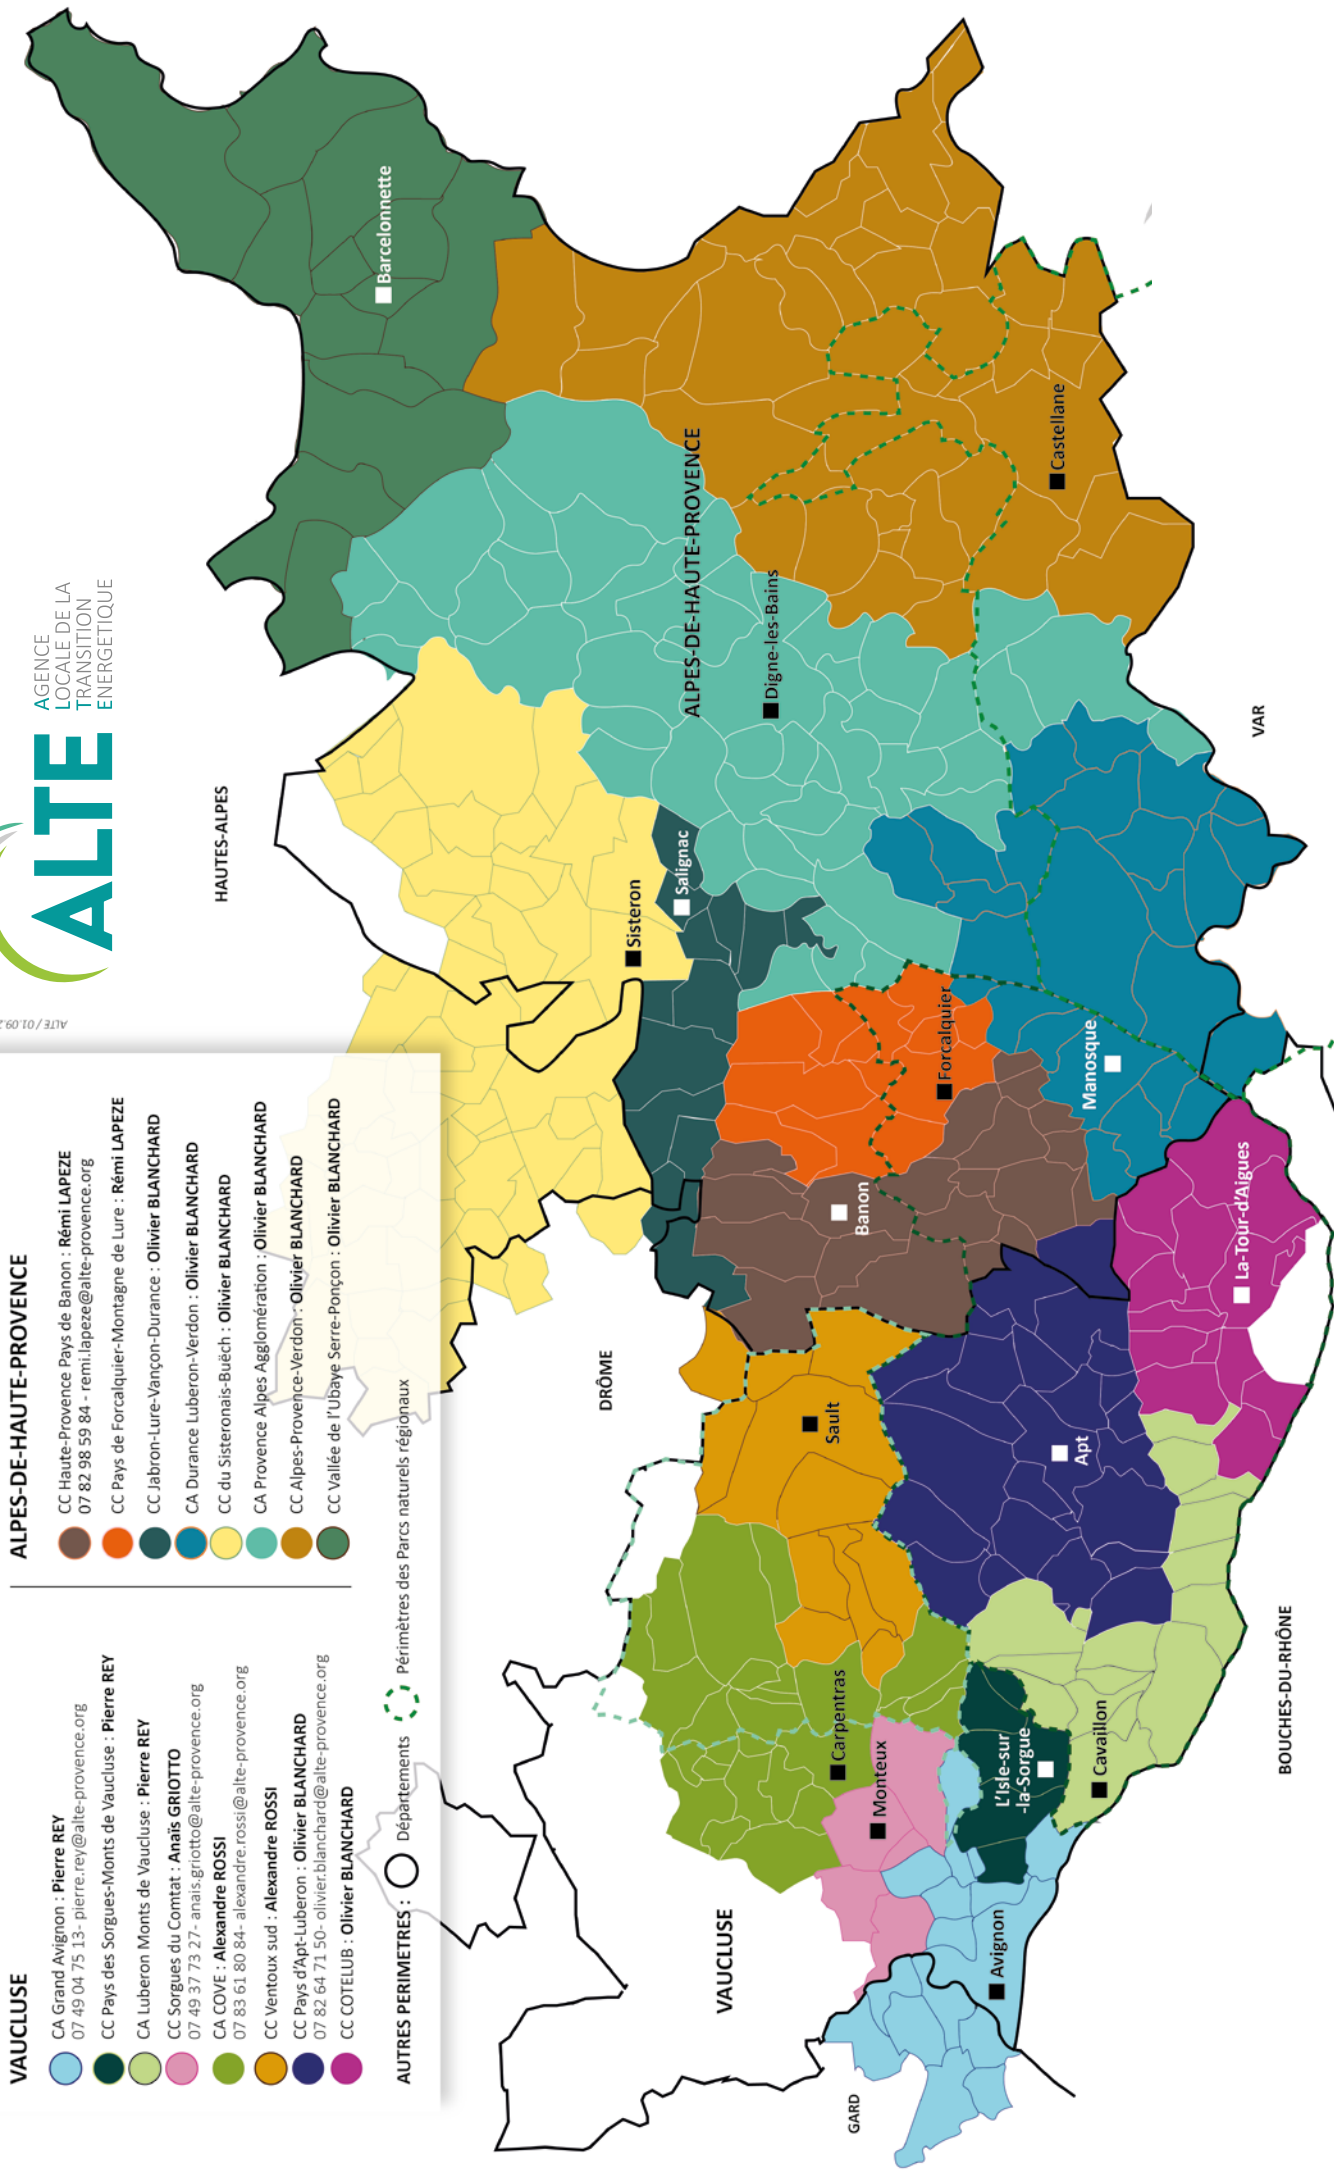 VAUCLUSE
CA Grand Avignon : Pierre REY
07 49 04 75 13- pierre.rey@alte-provence.org
CC Pays des Sorgues-Monts de Vaucluse : Pierre REY
CA Luberon Monts de Vaucluse : Pierre REY
CC Sorgues du Comtat : Anaïs GRIOTTO
07 49 37 73 27- anais.griotto@alte-provence.org
CA COVE : Alexandre ROSSI
07 83 61 80 84- alexandre.rossi@alte-provence.org
CC Ventoux sud : Alexandre ROSSI
CC Pays d'Apt-Luberon : Olivier BLANCHARD
07 82 64 71 50- olivier.blanchard@alte-provence.org
CC COTELUB : Olivier BLANCHARD
ALPES-DE-HAUTE-PROVENCE
CC Haute-Provence Pays de Banon : Rémi LAPEZE
07 82 98 59 84 - remi.lapeze@alte-provence.org
CC Pays de Forcalquier-Montagne de Lure : Rémi LAPEZE
CC Jabron-Lure-Vançon-Durance : Olivier BLANCHARD
CA Durance Luberon-Verdon : Olivier BLANCHARD
CC du Sisteronais-Buëch : Olivier BLANCHARD
CA Provence Alpes Agglomération : Olivier BLANCHARD
CC Alpes-Provence-Verdon : Olivier BLANCHARD
CC Vallée de l'Ubaye Serre-Ponçon : Olivier BLANCHARD
AUTRES PERIMETRES :
Départements
Périmètres des Parcs naturels régionaux
ALTE
AGENCE
LOCALE DE LA
TRANSITION
ENERGETIQUE
ALTE / 01.09.2
HAUTES-ALPES
Barcelonnette
DRÔME
Sisteron
Salignac
ALPES-DE-HAUTE-PROVENCE
Digne-les-Bains
VAUCLUSE
Sault
Banon
Carpentras
Monteux
Forcalquier
GARD
Avignon
L'Isle-sur
-la-Sorgue
Castellane
Apt
Manosque
Cavaillon
La-Tour-d'Aigues
VAR
BOUCHES-DU-RHÔNE